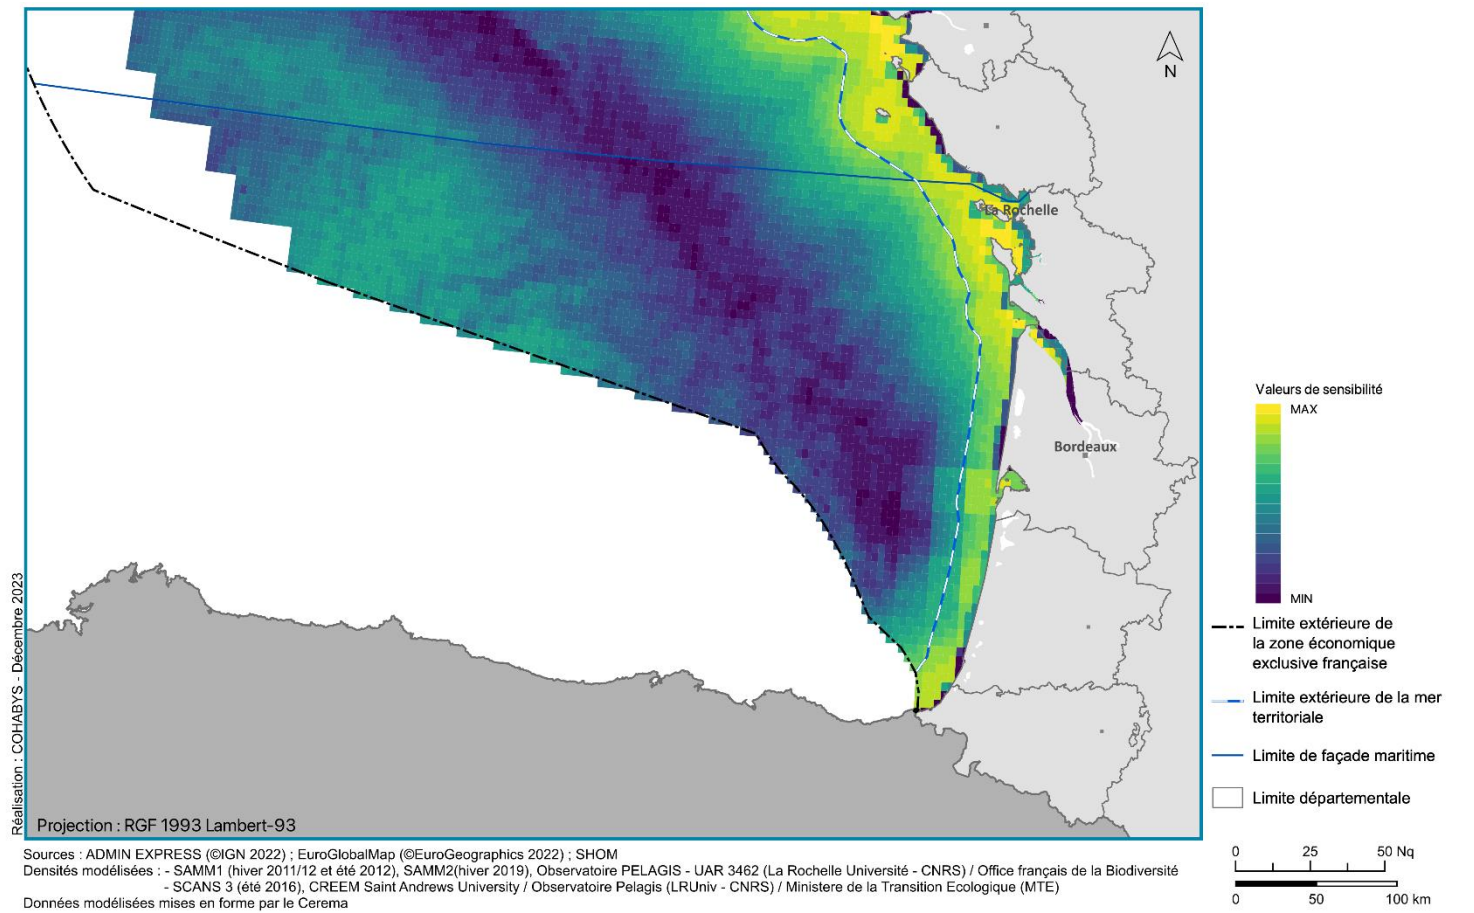 N
La Rochelle
Bordeaux
Valeurs de sensibilité
MAX
MIN
Limite extérieure de
la zone économique
exclusive française
Limite extérieure de la mer
territoriale
Limite de façade maritime
Limite départementale
0 25 50 Nq
0 50 100 km
Réalisation : COHABYS - Décembre 2023
Projection : RGF 1993 Lambert-93
Sources : ADMIN EXPRESS (©IGN 2022) ; EuroGlobalMap (©EuroGeographics 2022) ; SHOM
Densités modélisées : - SAMM1 (hiver 2011/12 et été 2012), SAMM2(hiver 2019), Observatoire PELAGIS - UAR 3462 (La Rochelle Université - CNRS) / Office français de la Biodiversité
- SCANS 3 (été 2016), CREEM Saint Andrews University / Observatoire Pelagis (LRUniv - CNRS) / Ministere de la Transition Ecologique (MTE)
Données modélisées mises en forme par le Cerema